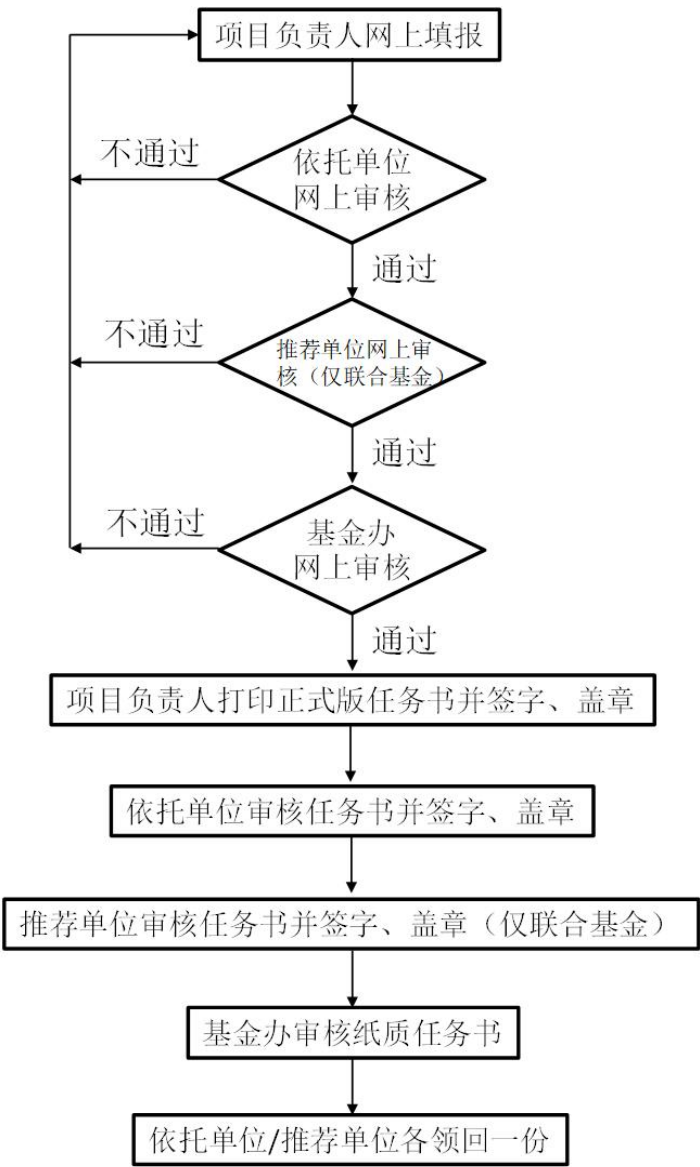 项目负责人网上填报
不通过
依托单位
网上审核
通过
不通过
推荐单位网上审
核（仅联合基金）
通过
不通过
基金办
网上审核
通过
项目负责人打印正式版任务书并签字、盖章
依托单位审核任务书并签字、盖章
推荐单位审核任务书并签字、盖章（仅联合基金）
基金办审核纸质任务书
依托单位/推荐单位各领回一份